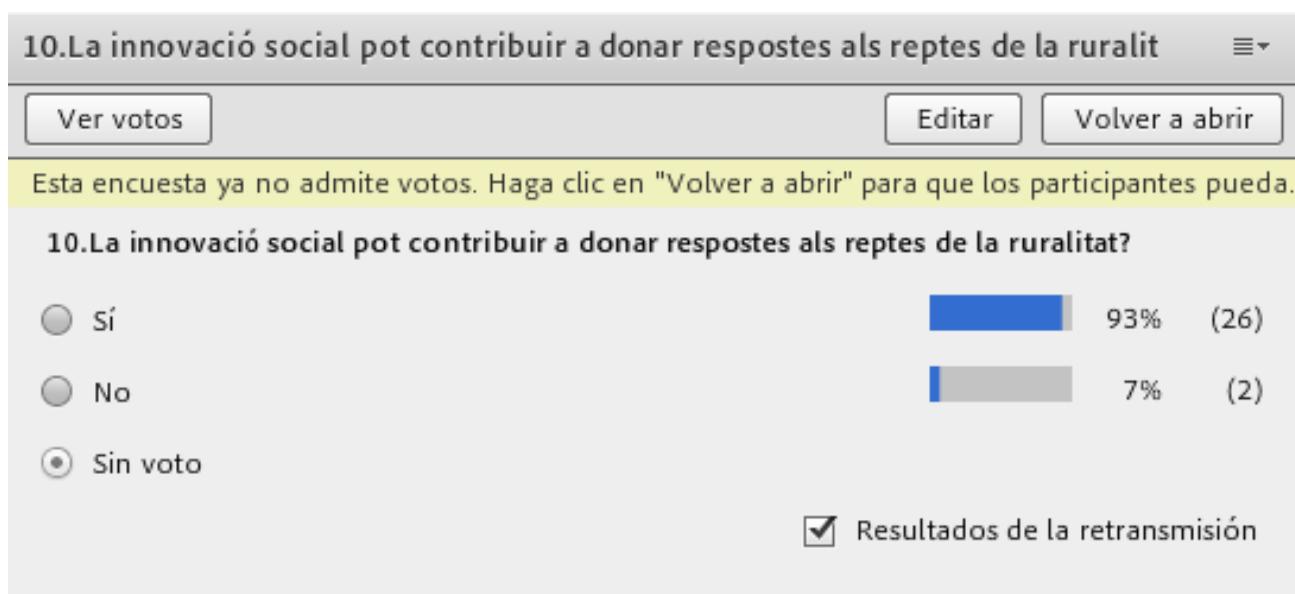 10.La innovació social pot contribuir a donar respostes als reptes de la ruralit
Ver votos Editar Volver a abrir
Esta encuesta ya no admite votos. Haga clic en "Volver a abrir" para que los participantes pueda.
10.La innovació social pot contribuir a donar respostes als reptes de la ruralitat?
Sí 93% (26)
No 7% (2)
Sin voto
Resultados de la retransmisión